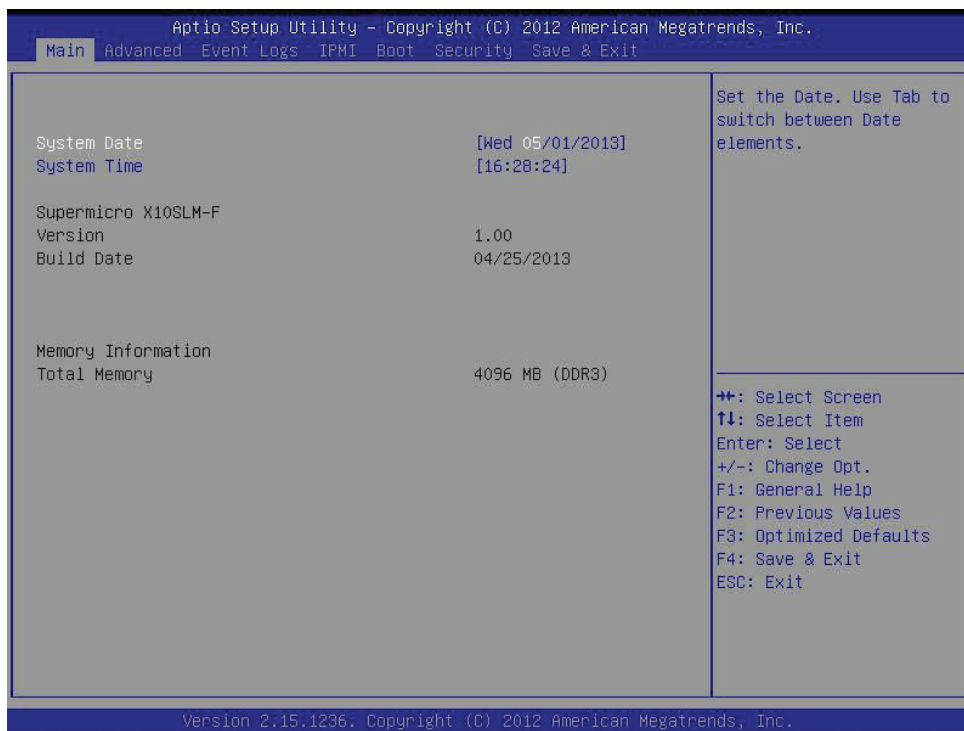 Aptio Setup Utility - Copyright (C) 2012 American Megatrends, Inc.
Main Advanced Event Logs IPMI Boot Security Save & Exit
System Date [Wed 05/01/2013]
System Time [16:28:24]
Supermicro X10SLM-F
Version 1.00
Build Date 04/25/2013
Memory Information
Total Memory 4096 MB (DDR3)
Set the Date. Use Tab to
switch between Date
elements.
→←: Select Screen
↑↓: Select Item
Enter: Select
+/-: Change Opt.
F1: General Help
F2: Previous Values
F3: Optimized Defaults
F4: Save & Exit
ESC: Exit
Version 2.15.1236. Copyright (C) 2012 American Megatrends, Inc.